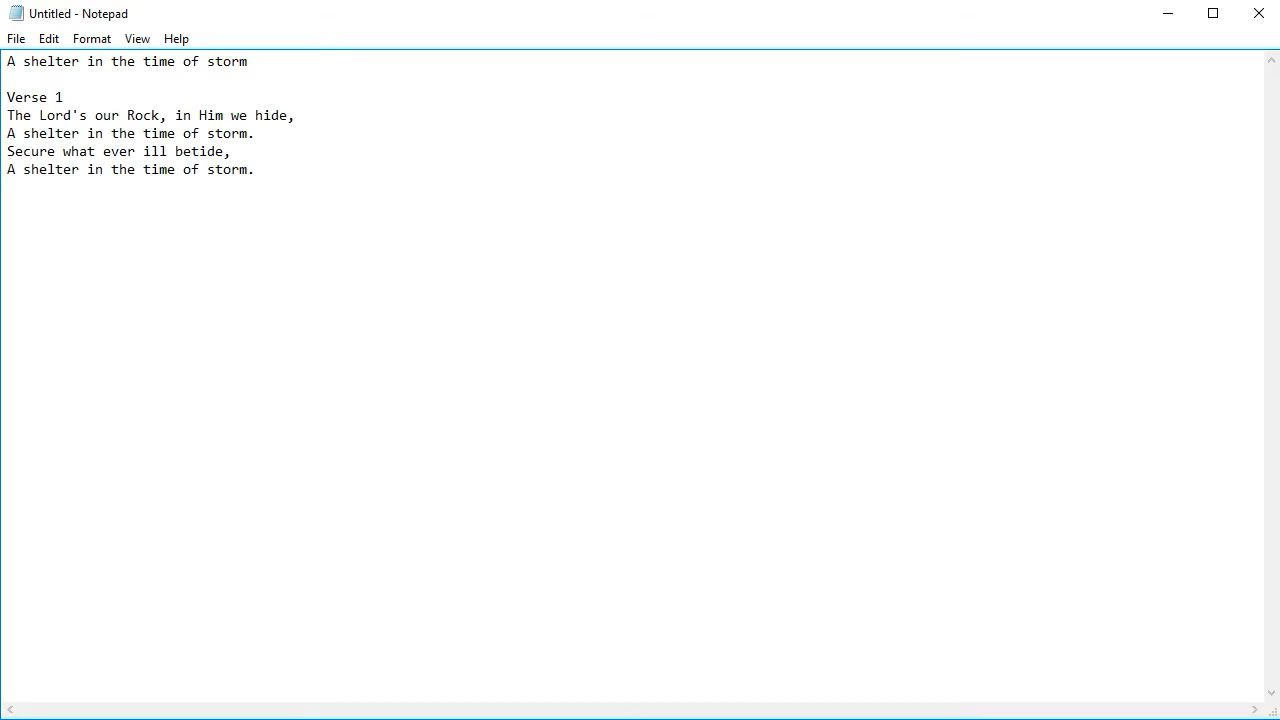 Untitled - Notepad
File Edit Format View Help
A shelter in the time of storm

Verse 1
The Lord's our Rock, in Him we hide,
A shelter in the time of storm.
Secure what ever ill betide,
A shelter in the time of storm.